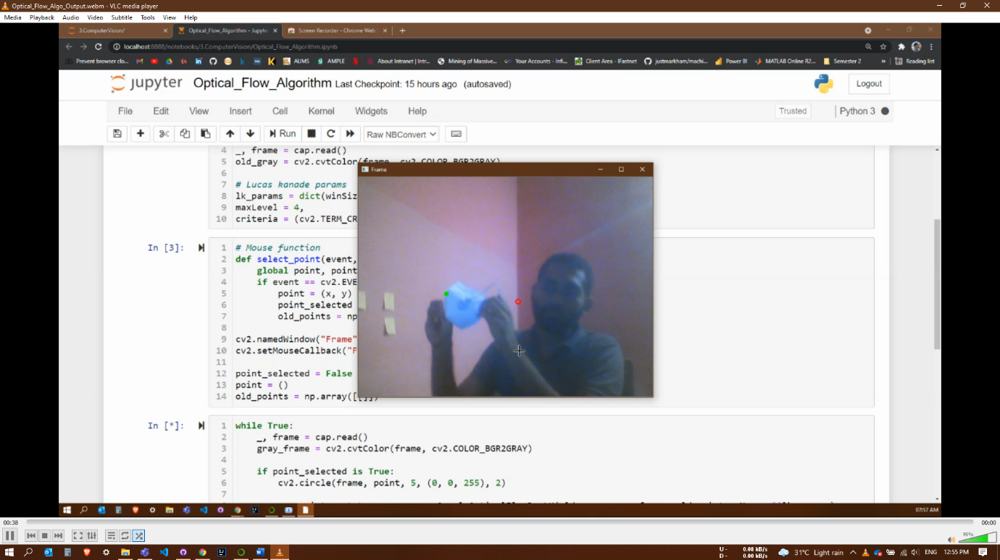 Optical_Flow_Algo_Output.webm - VLC media player
Media Playback Audio Video Subtitle Tools View Help
3.ComputerVision/ Optical_Flow_Algorithm - Jupyte Screen Recorder - Chrome Web
localhost:8888/notebooks/3.ComputerVision/Optical_Flow_Algorithm.ipynb
Prevent browser clo... AUMS AMPLE About Intranet | Intr... Mining of Massive... Your Accounts - Infi... Client Area - iFastnet justmarkham/machi... Power BI MATLAB Online R2... Semester 2 » Reading list
jupyter Optical_Flow_Algorithm Last Checkpoint: 15 hours ago (autosaved) Logout
File Edit View Insert Cell Kernel Widgets Help Trusted Python 3
Run Raw NBConvert
4 _, frame = cap.read()
5 old_gray = cv2.cvtColor(frame, cv2.COLOR_BGR2GRAY)
6
7 # Lucas kanade params
8 lk_params = dict(winSiz
9 maxLevel = 4,
10 criteria = (cv2.TERM_CR
Frame
In [3]:
1 # Mouse function
2 def select_point(event,
3 global point, point
4 if event == cv2.EVE
5 point = (x, y)
6 point_selected
7 old_points = np
8
9 cv2.namedWindow("Frame"
10 cv2.setMouseCallback("F
11
12 point_selected = False
13 point = ()
14 old_points = np.array([[]])
In [*]:
1 while True:
2 _, frame = cap.read()
3 gray_frame = cv2.cvtColor(frame, cv2.COLOR_BGR2GRAY)
4
5 if point_selected is True:
6 cv2.circle(frame, point, 5, (0, 0, 255), 2)
7
07:57 AM
00:38 00:00
95%
U - 0.08 kB/s
D - 0.00 kB/s
31°C Light rain ENG 12:55 PM